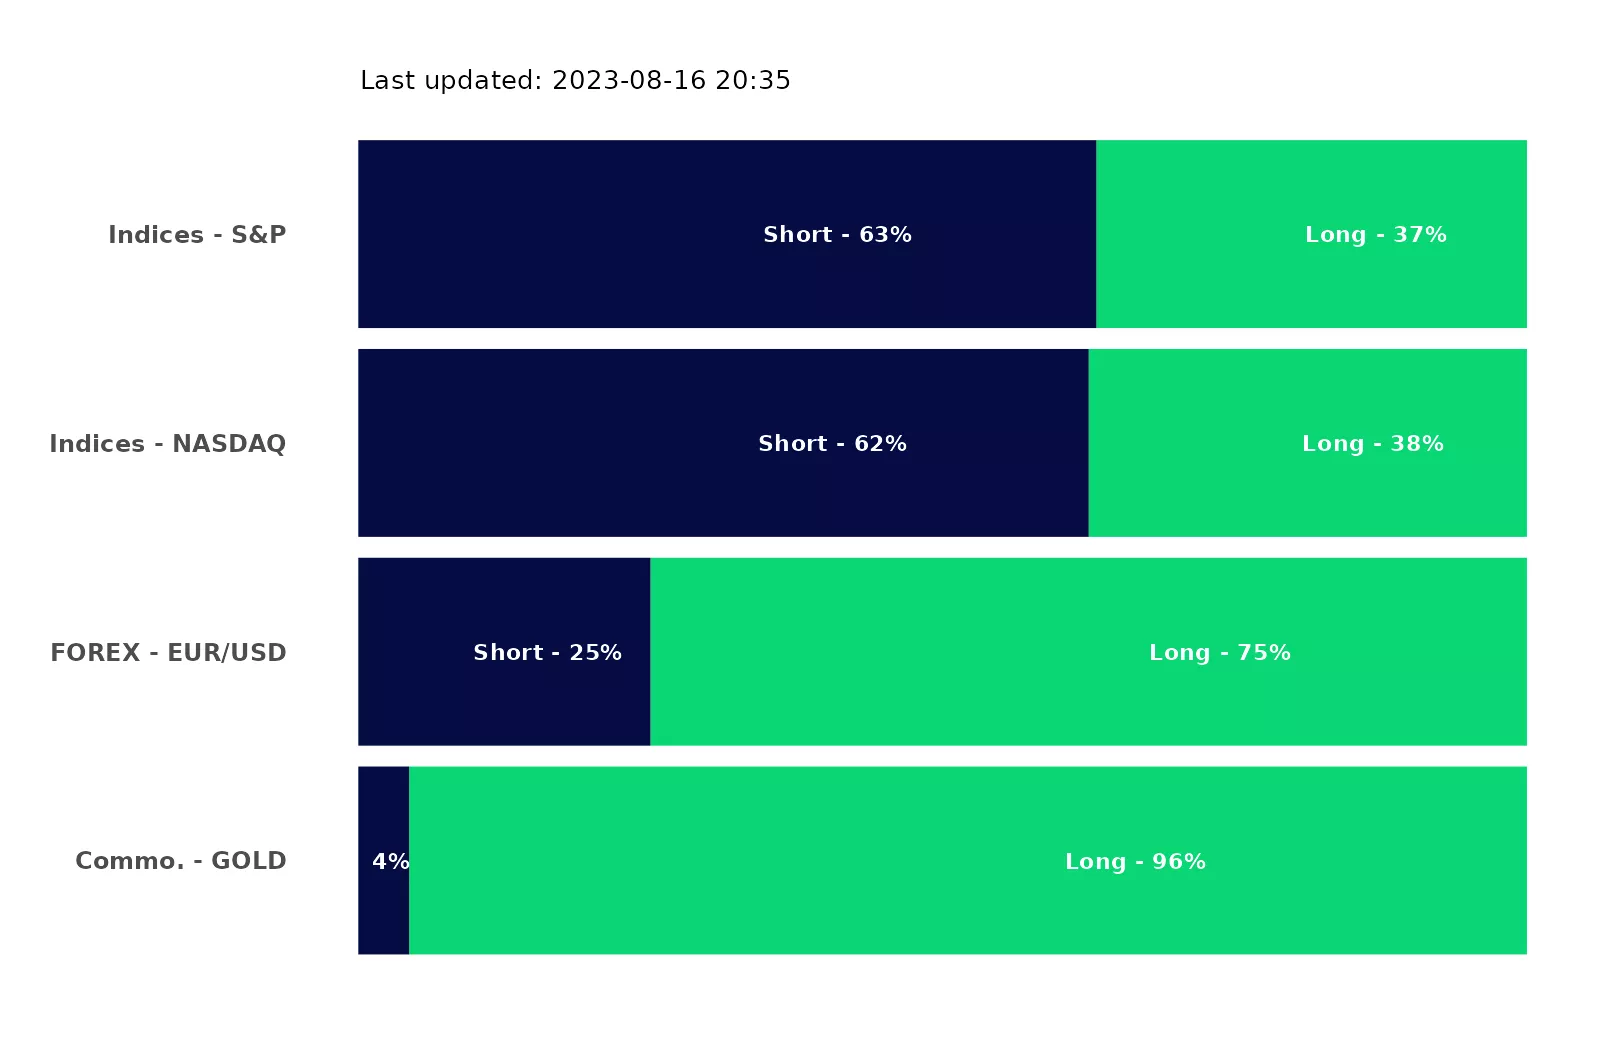 Last updated: 2023-08-16 20:35
Indices - S&P
Short - 63%
Long - 37%
Indices - NASDAQ
Short - 62%
Long - 38%
FOREX - EUR/USD
Short - 25%
Long - 75%
Commo. - GOLD
4%
Long - 96%